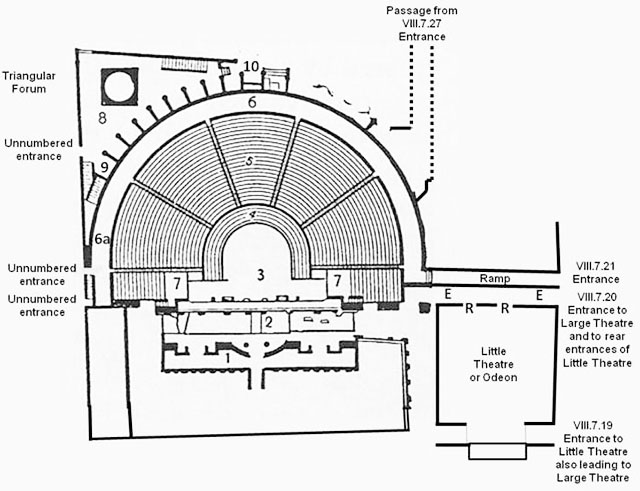 Passage from
VIII.7.27
Entrance
10
Triangular
Forum
6
8
Unnumbered
entrance
5
9
4
6a
Unnumbered
entrance
3
7
7
Ramp
VIII.7.21
Entrance
Unnumbered
entrance
E
E
R
R
VIII.7.20
Entrance to
Large Theatre
and to rear
entrances of
Little Theatre
2
1
Little
Theatre
or Odeon
VIII.7.19
Entrance to
Little Theatre
also leading to
Large Theatre